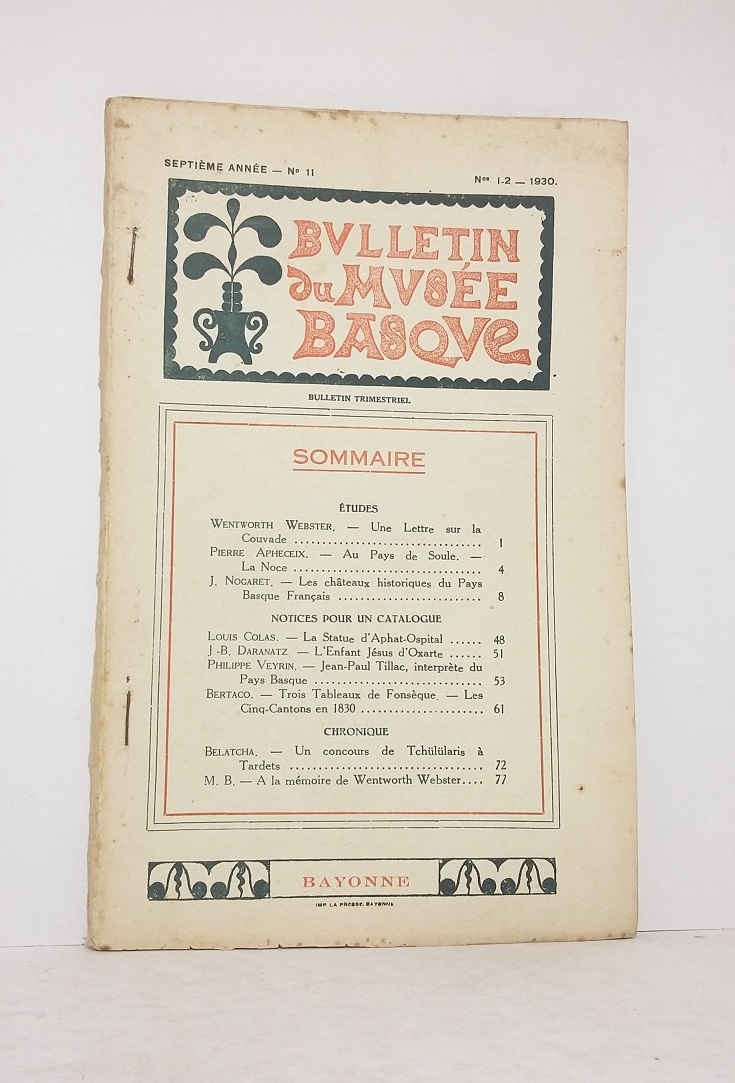 SEPTIÈME ANNÉE — Nº 11
Nos 1-2 — 1930.
BVLLETIN
du MVSÉE
BASQVe
BULLETIN TRIMESTRIEL
SOMMAIRE
ÉTUDES
WENTWORTH WEBSTER. — Une Lettre sur la
Couvade ................................... 1
PIERRE APHECEIX. — Au Pays de Soule. —
La Noce ................................... 4
J. NOGARET. — Les châteaux historiques du Pays
Basque Français .......................... 8
NOTICES POUR UN CATALOGUE
LOUIS COLAS. — La Statue d'Aphat-Ospital ...... 48
J -B. DARANATZ — L'Enfant Jésus d'Oxarte ...... 51
PHILIPPE VEYRIN. — Jean-Paul Tillac, interprète du
Pays Basque ............................... 53
BERTACO. — Trois Tableaux de Fonsèque. — Les
Cinq-Cantons en 1830 ...................... 61
CHRONIQUE
BELATCHA. — Un concours de Tchülülaris à
Tardets ................................... 72
M. B. — A la mémoire de Wentworth Webster.... 77
BAYONNE
IMP. LA PRESSE, BAYONNE